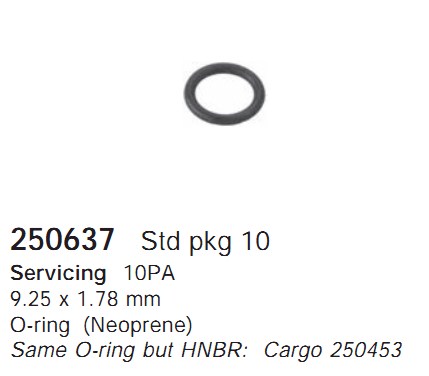 250637 Std pkg 10
Servicing 10PA
9.25 x 1.78 mm
O-ring (Neoprene)
Same O-ring but HNBR: Cargo 250453